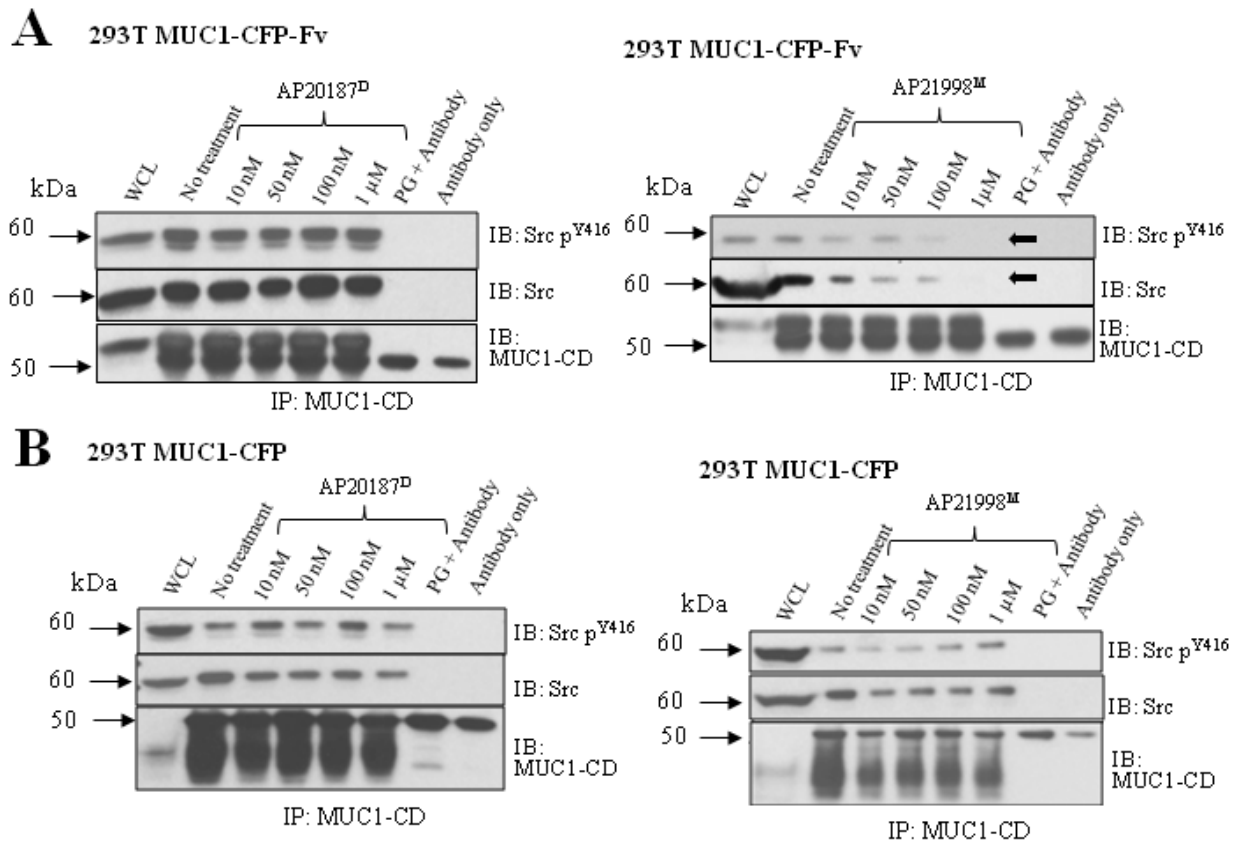 A 293T MUC1-CFP-Fv
AP20187D
kDa
WCL
No treatment
10 nM
50 nM
100 nM
1 µM
PG + Antibody
Antibody only
60
IB: Src pY416
60
IB: Src
50
IB:
MUC1-CD
IP: MUC1-CD
293T MUC1-CFP-Fv
AP21998M
kDa
WCL
No treatment
10 nM
50 nM
100 nM
1µM
PG + Antibody
Antibody only
60
IB: Src pY416
60
IB: Src
50
IB:
MUC1-CD
IP: MUC1-CD
B 293T MUC1-CFP
AP20187D
kDa
WCL
No treatment
10 nM
50 nM
100 nM
1 µM
PG + Antibody
Antibody only
60
IB: Src pY416
60
IB: Src
50
IB:
MUC1-CD
IP: MUC1-CD
293T MUC1-CFP
AP21998M
kDa
WCL
No treatment
10 nM
50 nM
100 nM
1 µM
PG + Antibody
Antibody only
60
IB: Src pY416
60
IB: Src
50
IB:
MUC1-CD
IP: MUC1-CD